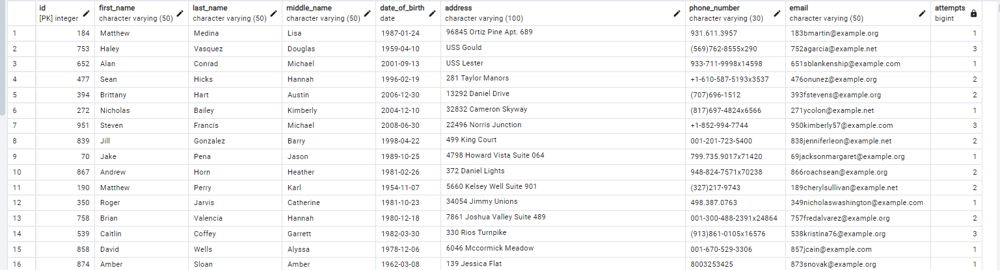 id first_name last_name middle_name date_of_birth address phone_number email attempts
[PK] integer character varying (50) character varying (50) character varying (50) date character varying (100) character varying (30) character varying (50) bigint
1 184 Matthew Medina Lisa 1987-01-24 96845 Ortiz Pine Apt. 689 931.611.3957 183bmartin@example.org 1
2 753 Haley Vasquez Douglas 1959-04-10 USS Gould (569)762-8555x290 752agarcia@example.net 3
3 652 Alan Conrad Michael 2001-09-13 USS Lester 933-711-9998x14598 651sblankenship@example.com 1
4 477 Sean Hicks Hannah 1996-02-19 281 Taylor Manors +1-610-587-5193x3537 476onunez@example.org 2
5 394 Brittany Hart Austin 2006-12-30 13292 Daniel Drive (707)696-1512 393fstevens@example.org 2
6 272 Nicholas Bailey Kimberly 2004-12-10 32832 Cameron Skyway (817)697-4824x6566 271ycolon@example.net 1
7 951 Steven Francis Michael 2008-06-30 22496 Norris Junction +1-852-994-7744 950kimberly57@example.com 3
8 839 Jill Gonzalez Barry 1998-04-22 499 King Court 001-201-723-5400 838jenniferleon@example.net 2
9 70 Jake Pena Jason 1989-10-25 4798 Howard Vista Suite 064 799.735.9017x71420 69jacksonmargaret@example.org 1
10 867 Andrew Horn Heather 1981-02-26 372 Daniel Lights 948-824-7571x70238 866roachsean@example.org 2
11 190 Matthew Perry Karl 1954-11-07 5660 Kelsey Well Suite 901 (327)217-9743 189cherylsullivan@example.net 2
12 350 Roger Jarvis Catherine 1981-10-23 34054 Jimmy Unions 498.387.0763 349nicholaswashington@example.com 1
13 758 Brian Valencia Hannah 1980-12-18 7861 Joshua Valley Suite 489 001-300-488-2391x24864 757fredalvarez@example.org 2
14 539 Caitlin Coffey Garrett 1982-03-30 330 Rios Turnpike (913)861-0105x16576 538kristina76@example.org 3
15 858 David Wells Alyssa 1978-12-06 6046 Mccormick Meadow 001-670-529-3306 857jcain@example.com 1
16 874 Amber Sloan Amber 1962-03-08 139 Jessica Flat 8003253425 873snovak@example.org 1